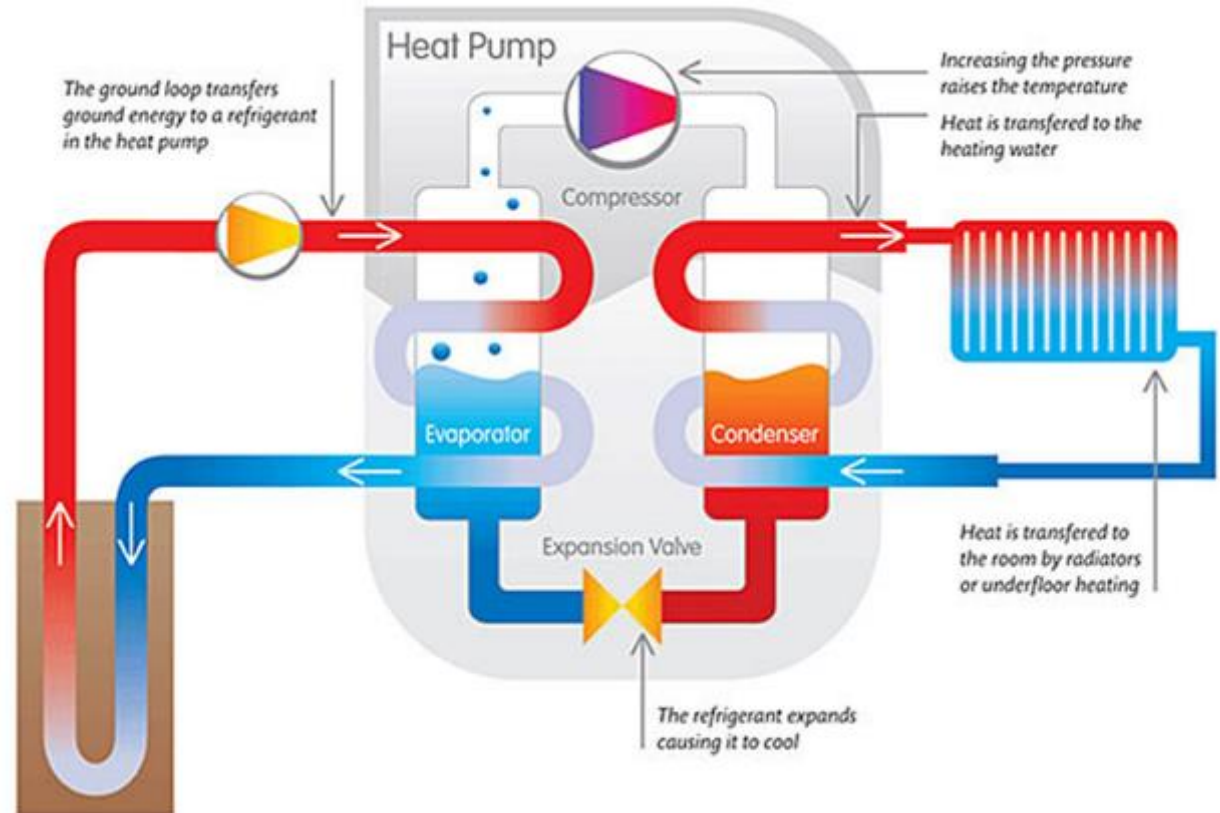 Heat Pump
The ground loop transfers
ground energy to a refrigerant
in the heat pump
Increasing the pressure
raises the temperature
Heat is transfered to the
heating water
Compressor
Evaporator
Condenser
Expansion Valve
Heat is transfered to
the room by radiators
or underfloor heating
The refrigerant expands
causing it to cool